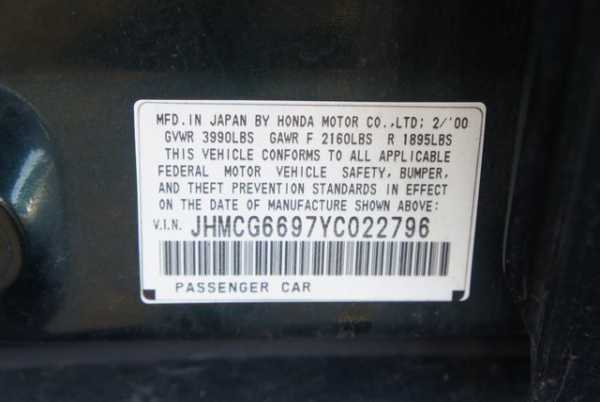 MFD.IN JAPAN BY HONDA MOTOR CO.,LTD; 2/'00
GVWR 3990LBS GAWR F 2160LBS R 1895LBS
THIS VEHICLE CONFORMS TO ALL APPLICABLE
FEDERAL MOTOR VEHICLE SAFETY, BUMPER,
AND THEFT PREVENTION STANDARDS IN EFFECT
ON THE DATE OF MANUFACTURE SHOWN ABOVE:
V.I.N. JHMCG6697YC022796
PASSENGER CAR